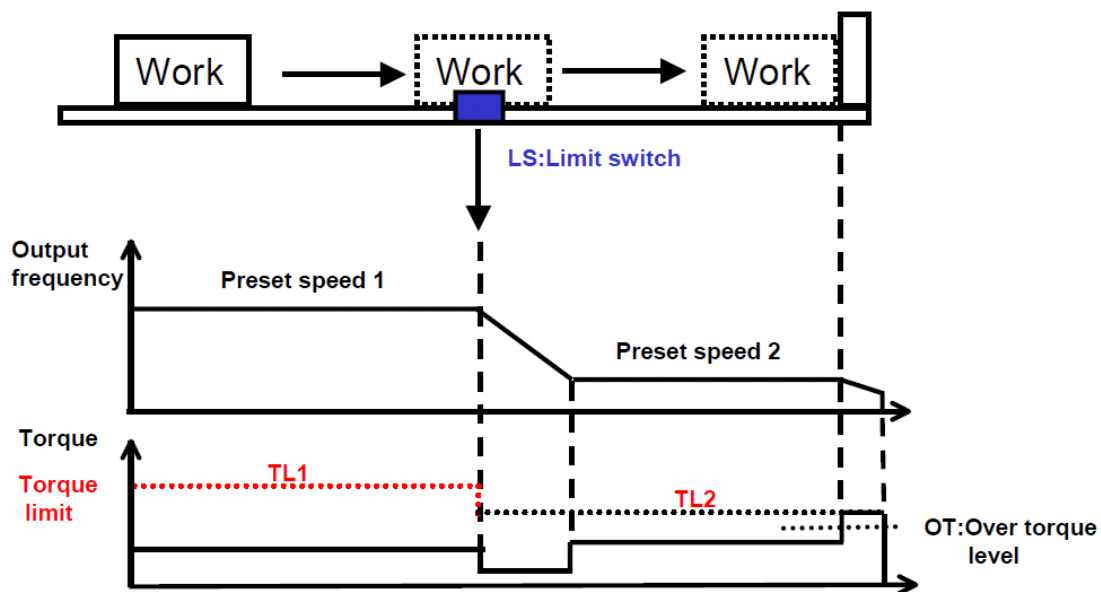 Work
Work
Work
LS:Limit switch
Output
frequency
Preset speed 1
Preset speed 2
Torque
Torque
limit
TL1
TL2
OT:Over torque
level